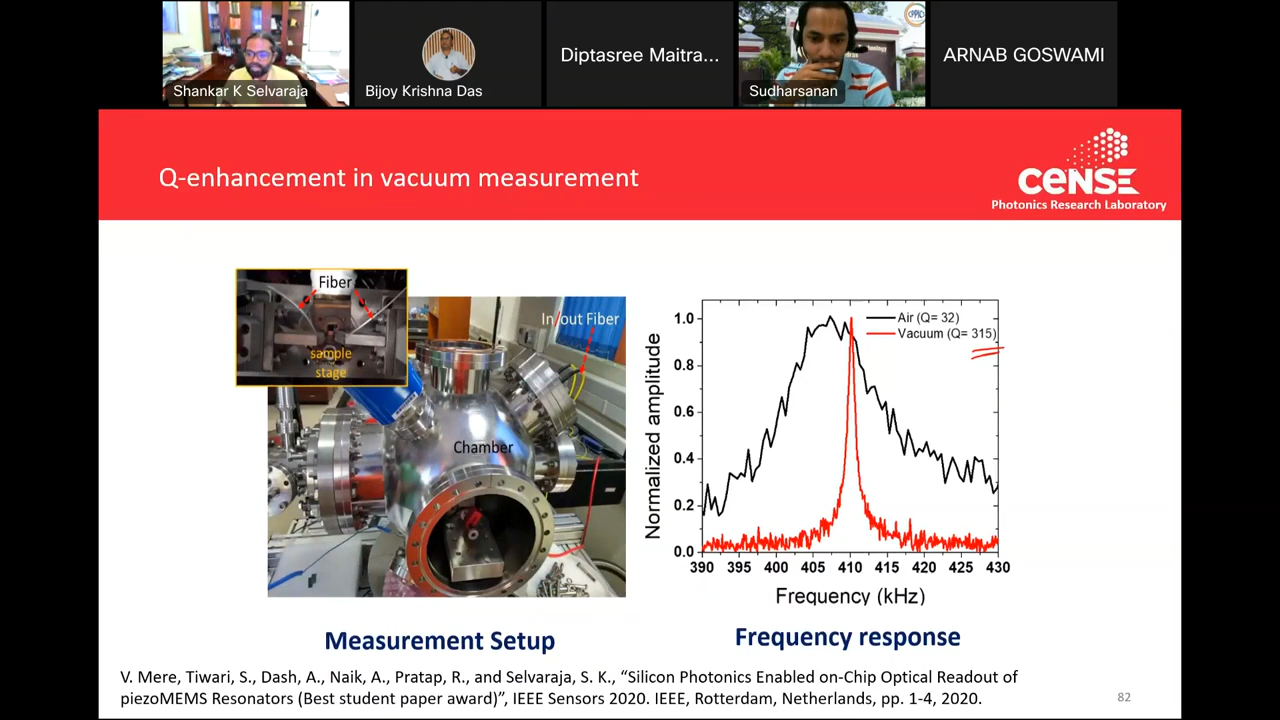 Shankar K Selvaraja
Bijoy Krishna Das
Diptasree Maitra...
Sudharsanan
ARNAB GOSWAMI
Q-enhancement in vacuum measurement
CeNSE
Photonics Research Laboratory
Fiber
sample
stage
In/out Fiber
Chamber
Air (Q= 32)
Vacuum (Q= 315)
Normalized amplitude
1.0
0.8
0.6
0.4
0.2
0.0
390 395 400 405 410 415 420 425 430
Frequency (kHz)
Measurement Setup
Frequency response
V. Mere, Tiwari, S., Dash, A., Naik, A., Pratap, R., and Selvaraja, S. K., “Silicon Photonics Enabled on-Chip Optical Readout of
piezoMEMS Resonators (Best student paper award)”, IEEE Sensors 2020. IEEE, Rotterdam, Netherlands, pp. 1-4, 2020.
82